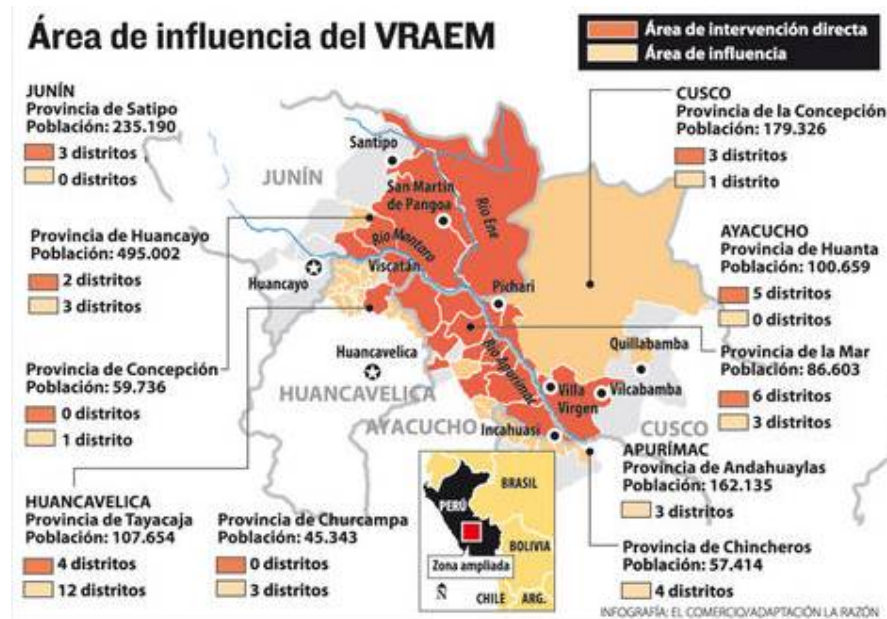 Área de influencia del VRAEM
Área de intervención directa
Área de influencia
JUNÍN
Provincia de Satipo
Población: 235.190
3 distritos
0 distritos
Provincia de Huancayo
Población: 495.002
2 distritos
3 distritos
Provincia de Concepción
Población: 59.736
0 distritos
1 distrito
HUANCAVELICA
Provincia de Tayacaja
Población: 107.654
4 distritos
12 distritos
Provincia de Churcampa
Población: 45.343
0 distritos
3 distritos
CUSCO
Provincia de la Concepción
Población: 179.326
3 distritos
1 distrito
AYACUCHO
Provincia de Huanta
Población: 100.659
5 distritos
0 distritos
Provincia de la Mar
Población: 86.603
6 distritos
3 distritos
APURÍMAC
Provincia de Andahuaylas
Población: 162.135
3 distritos
Provincia de Chincheros
Población: 57.414
4 distritos
Santipo
JUNÍN
San Martín
de Pangoa
Río Ene
Río Montoro
Viscatán
Huancayo
Pichari
Huancavelica
HUANCAVELICA
Río Apurímac
Quillabamba
Villa
Virgen
Vilcabamba
AYACUCHO
Incahuasi
CUSCO
BRASIL
PERÚ
BOLIVIA
Zona ampliada
N
CHILE
ARG.
INFOGRAFÍA: EL COMERCIO/ADAPTACIÓN LA RAZÓN